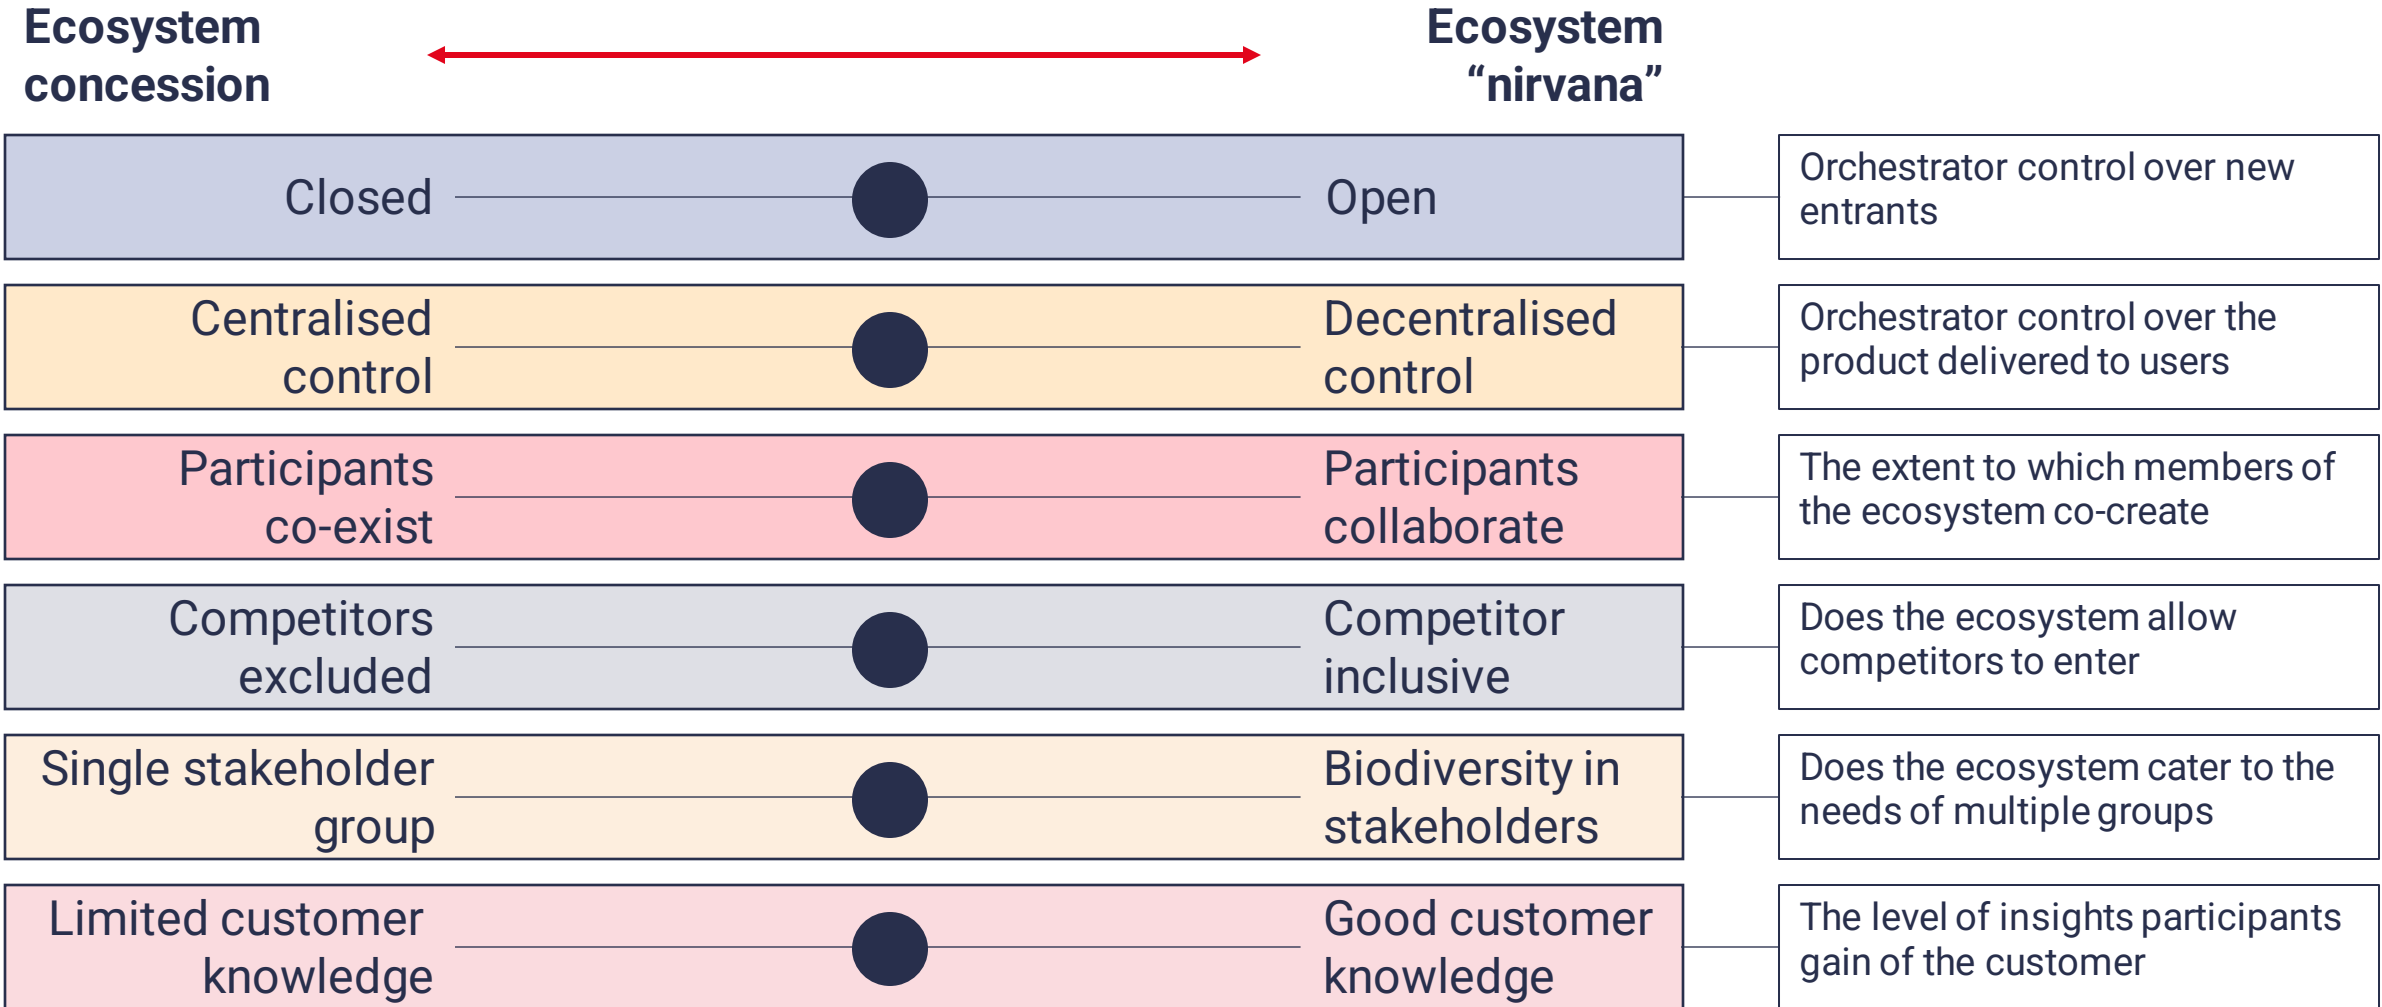 Ecosystem
concession
Ecosystem
“nirvana”
Closed
Open
Orchestrator control over new
entrants
Centralised
control
Decentralised
control
Orchestrator control over the
product delivered to users
Participants
co-exist
Participants
collaborate
The extent to which members of
the ecosystem co-create
Competitors
excluded
Competitor
inclusive
Does the ecosystem allow
competitors to enter
Single stakeholder
group
Biodiversity in
stakeholders
Does the ecosystem cater to the
needs of multiple groups
Limited customer
knowledge
Good customer
knowledge
The level of insights participants
gain of the customer